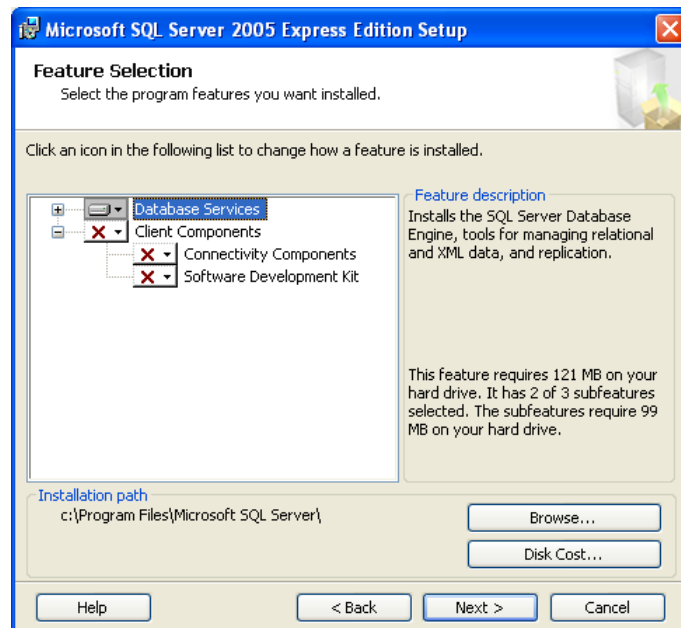 Microsoft SQL Server 2005 Express Edition Setup
Feature Selection
Select the program features you want installed.
Click an icon in the following list to change how a feature is installed.
Database Services
Client Components
Connectivity Components
Software Development Kit
Feature description
Installs the SQL Server Database
Engine, tools for managing relational
and XML data, and replication.
This feature requires 121 MB on your
hard drive. It has 2 of 3 subfeatures
selected. The subfeatures require 99
MB on your hard drive.
Installation path
c:\Program Files\Microsoft SQL Server\
Browse...
Disk Cost...
Help
< Back
Next >
Cancel